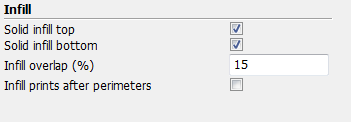 Infill
Solid infill top
Solid infill bottom
Infill overlap (%) 15
Infill prints after perimeters